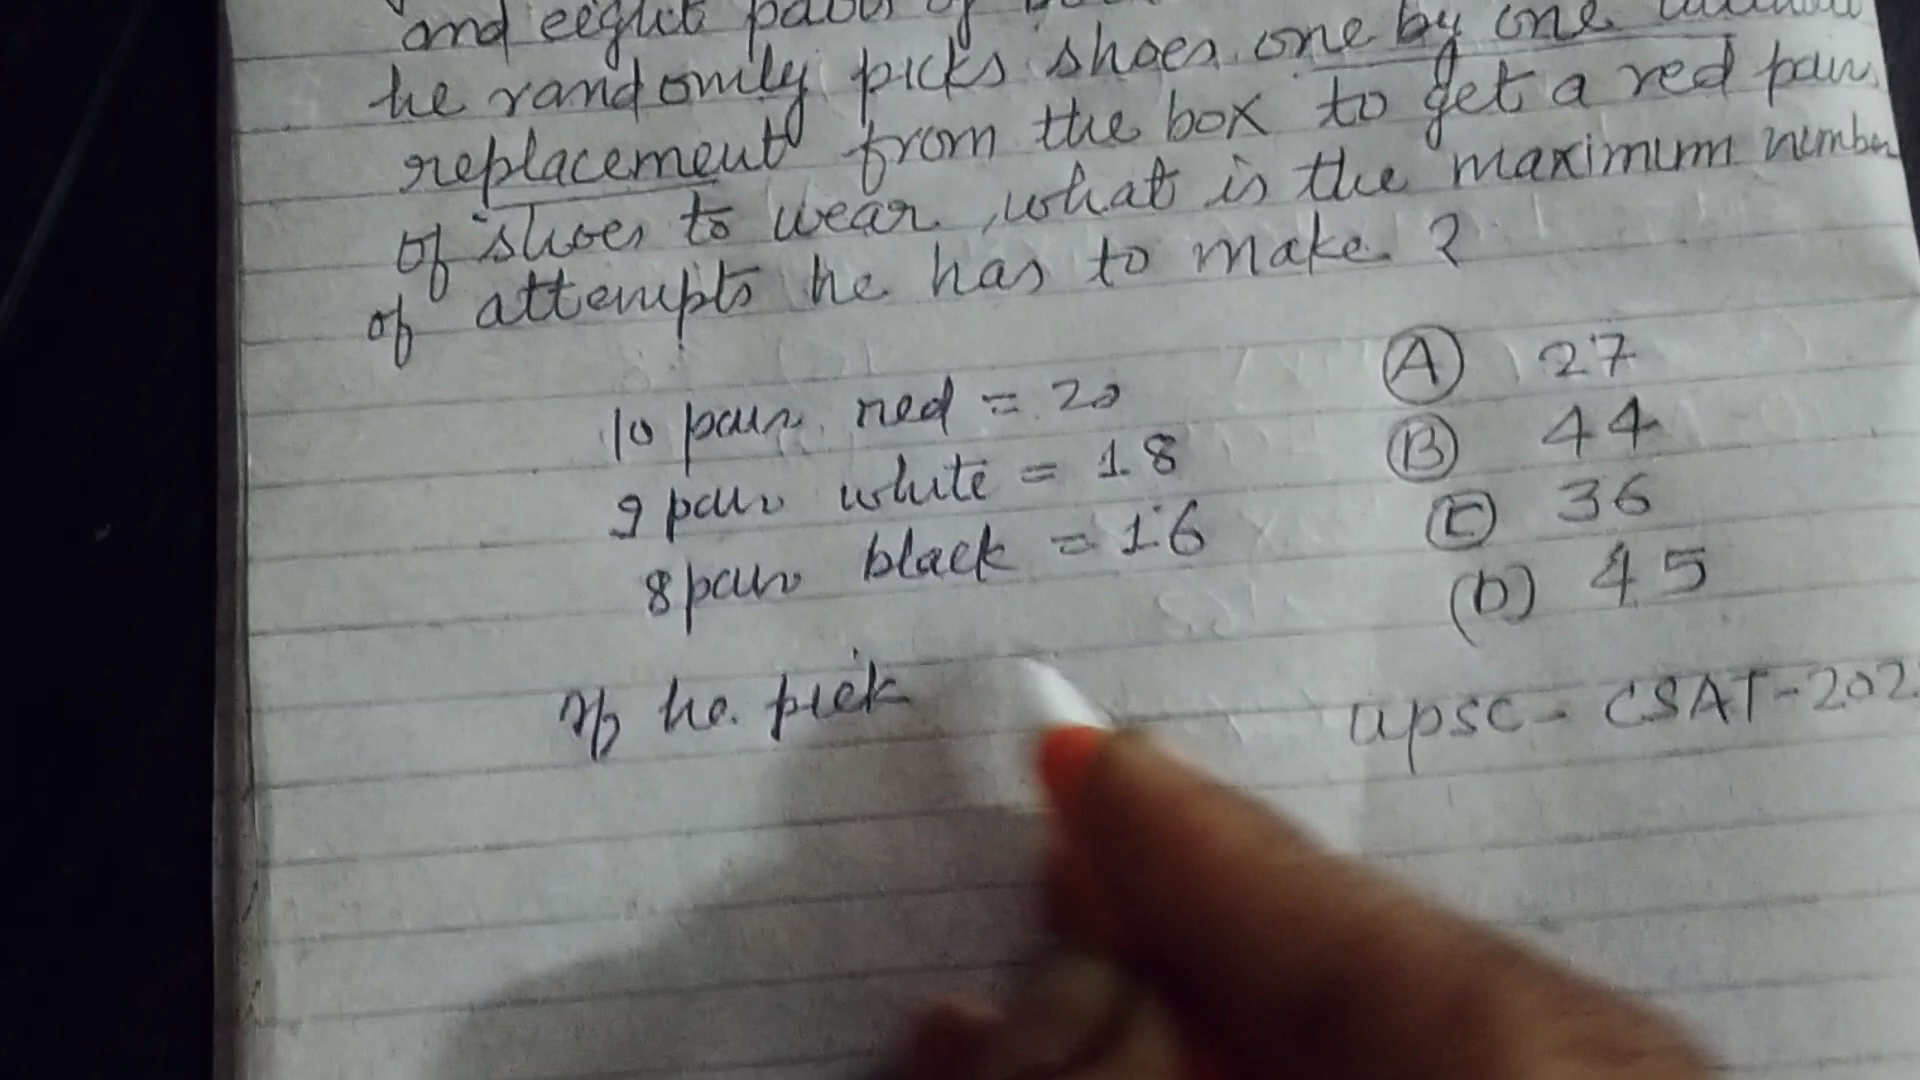 and eight
he randomly picks shoes one by one
replacement from the box to get a red pair
of shoes to wear, what is the maximum number
of attempts he has to make ?
10 pair red = 20
9 pair white = 18
8 pair black = 16
(A) 27
(B) 44
(C) 36
(D) 45
If he pick
UPSC - CSAT-202